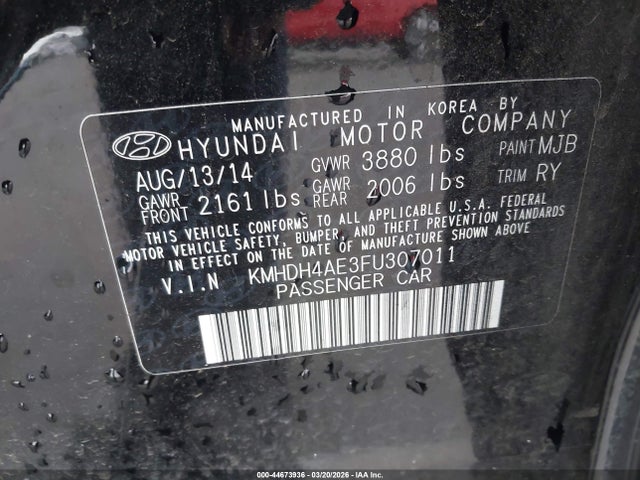 MANUFACTURED IN KOREA BY
HYUNDAI MOTOR COMPANY
AUG/13/14 GVWR 3880 lbs PAINT MJB
GAWR FRONT 2161 lbs GAWR REAR 2006 lbs TRIM RY
THIS VEHICLE CONFORMS TO ALL APPLICABLE U.S.A. FEDERAL
MOTOR VEHICLE SAFETY, BUMPER, AND THEFT PREVENTION STANDARDS
IN EFFECT ON THE DATE OF MANUFACTURE SHOWN ABOVE.
V.I.N KMHDH4AE3FU307011
PASSENGER CAR
000-44673936 - 03/20/2026 - IAA Inc.